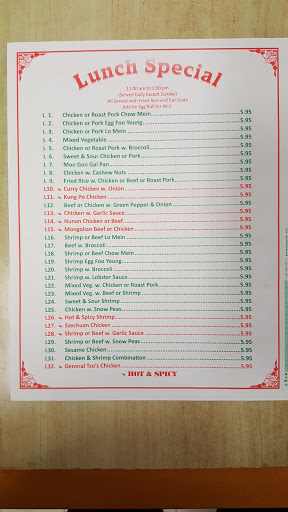 Lunch Special
11:00 am to 3:00 pm
(Served Daily Except Sunday)
All Served with Fried Rice and Can Soda
Add An Egg Roll for
L 1. Chicken or Roast Pork Chow Mein 5.95
L 2. Chicken or Pork Egg Foo Young 5.95
L 3. Chicken or Pork Lo Mein 5.95
L 4. Mixed Vegetable 5.95
L 5. Chicken or Roast Pork w. Broccoli 5.95
L 6. Sweet & Sour Chicken or Pork 5.95
L 7. Moo Goo Gai Pan 5.95
L 8. Chicken w. Cashew Nuts 5.95
L 9. Fried Rice w. Chicken or Beef or Roast Pork 5.95
L10. Curry Chicken w. Onion 5.95
L11. Kung Po Chicken 5.95
L12. Beef or Chicken w. Green Pepper & Onion 5.95
L13. Chicken w. Garlic Sauce 5.95
L14. Hunan Chicken or Beef 5.95
L15. Mongolian Beef or Chicken 5.95
L16. Shrimp or Beef Lo Mein 5.95
L17. Beef w. Broccoli 5.95
L18. Shrimp or Beef Chow Mein 5.95
L19. Shrimp Egg Foo Young 5.95
L20. Shrimp w. Broccoli 5.95
L21. Shrimp w. Lobster Sauce 5.95
L22. Mixed Veg. w. Chicken or Roast Pork 5.95
L23. Mixed Veg. w. Beef or Shrimp 5.95
L24. Sweet & Sour Shrimp 5.95
L25. Chicken w. Snow Peas 5.95
L26. Hot & Spicy Shrimp 5.95
L27. Szechuan Chicken 5.95
L28. Shrimp or Beef w. Garlic Sauce 5.95
L29. Shrimp or Beef w. Snow Peas 5.95
L30. Sesame Chicken 5.95
L31. Chicken & Shrimp Combination 5.95
L32. General Tso's Chicken 5.95
HOT & SPICY